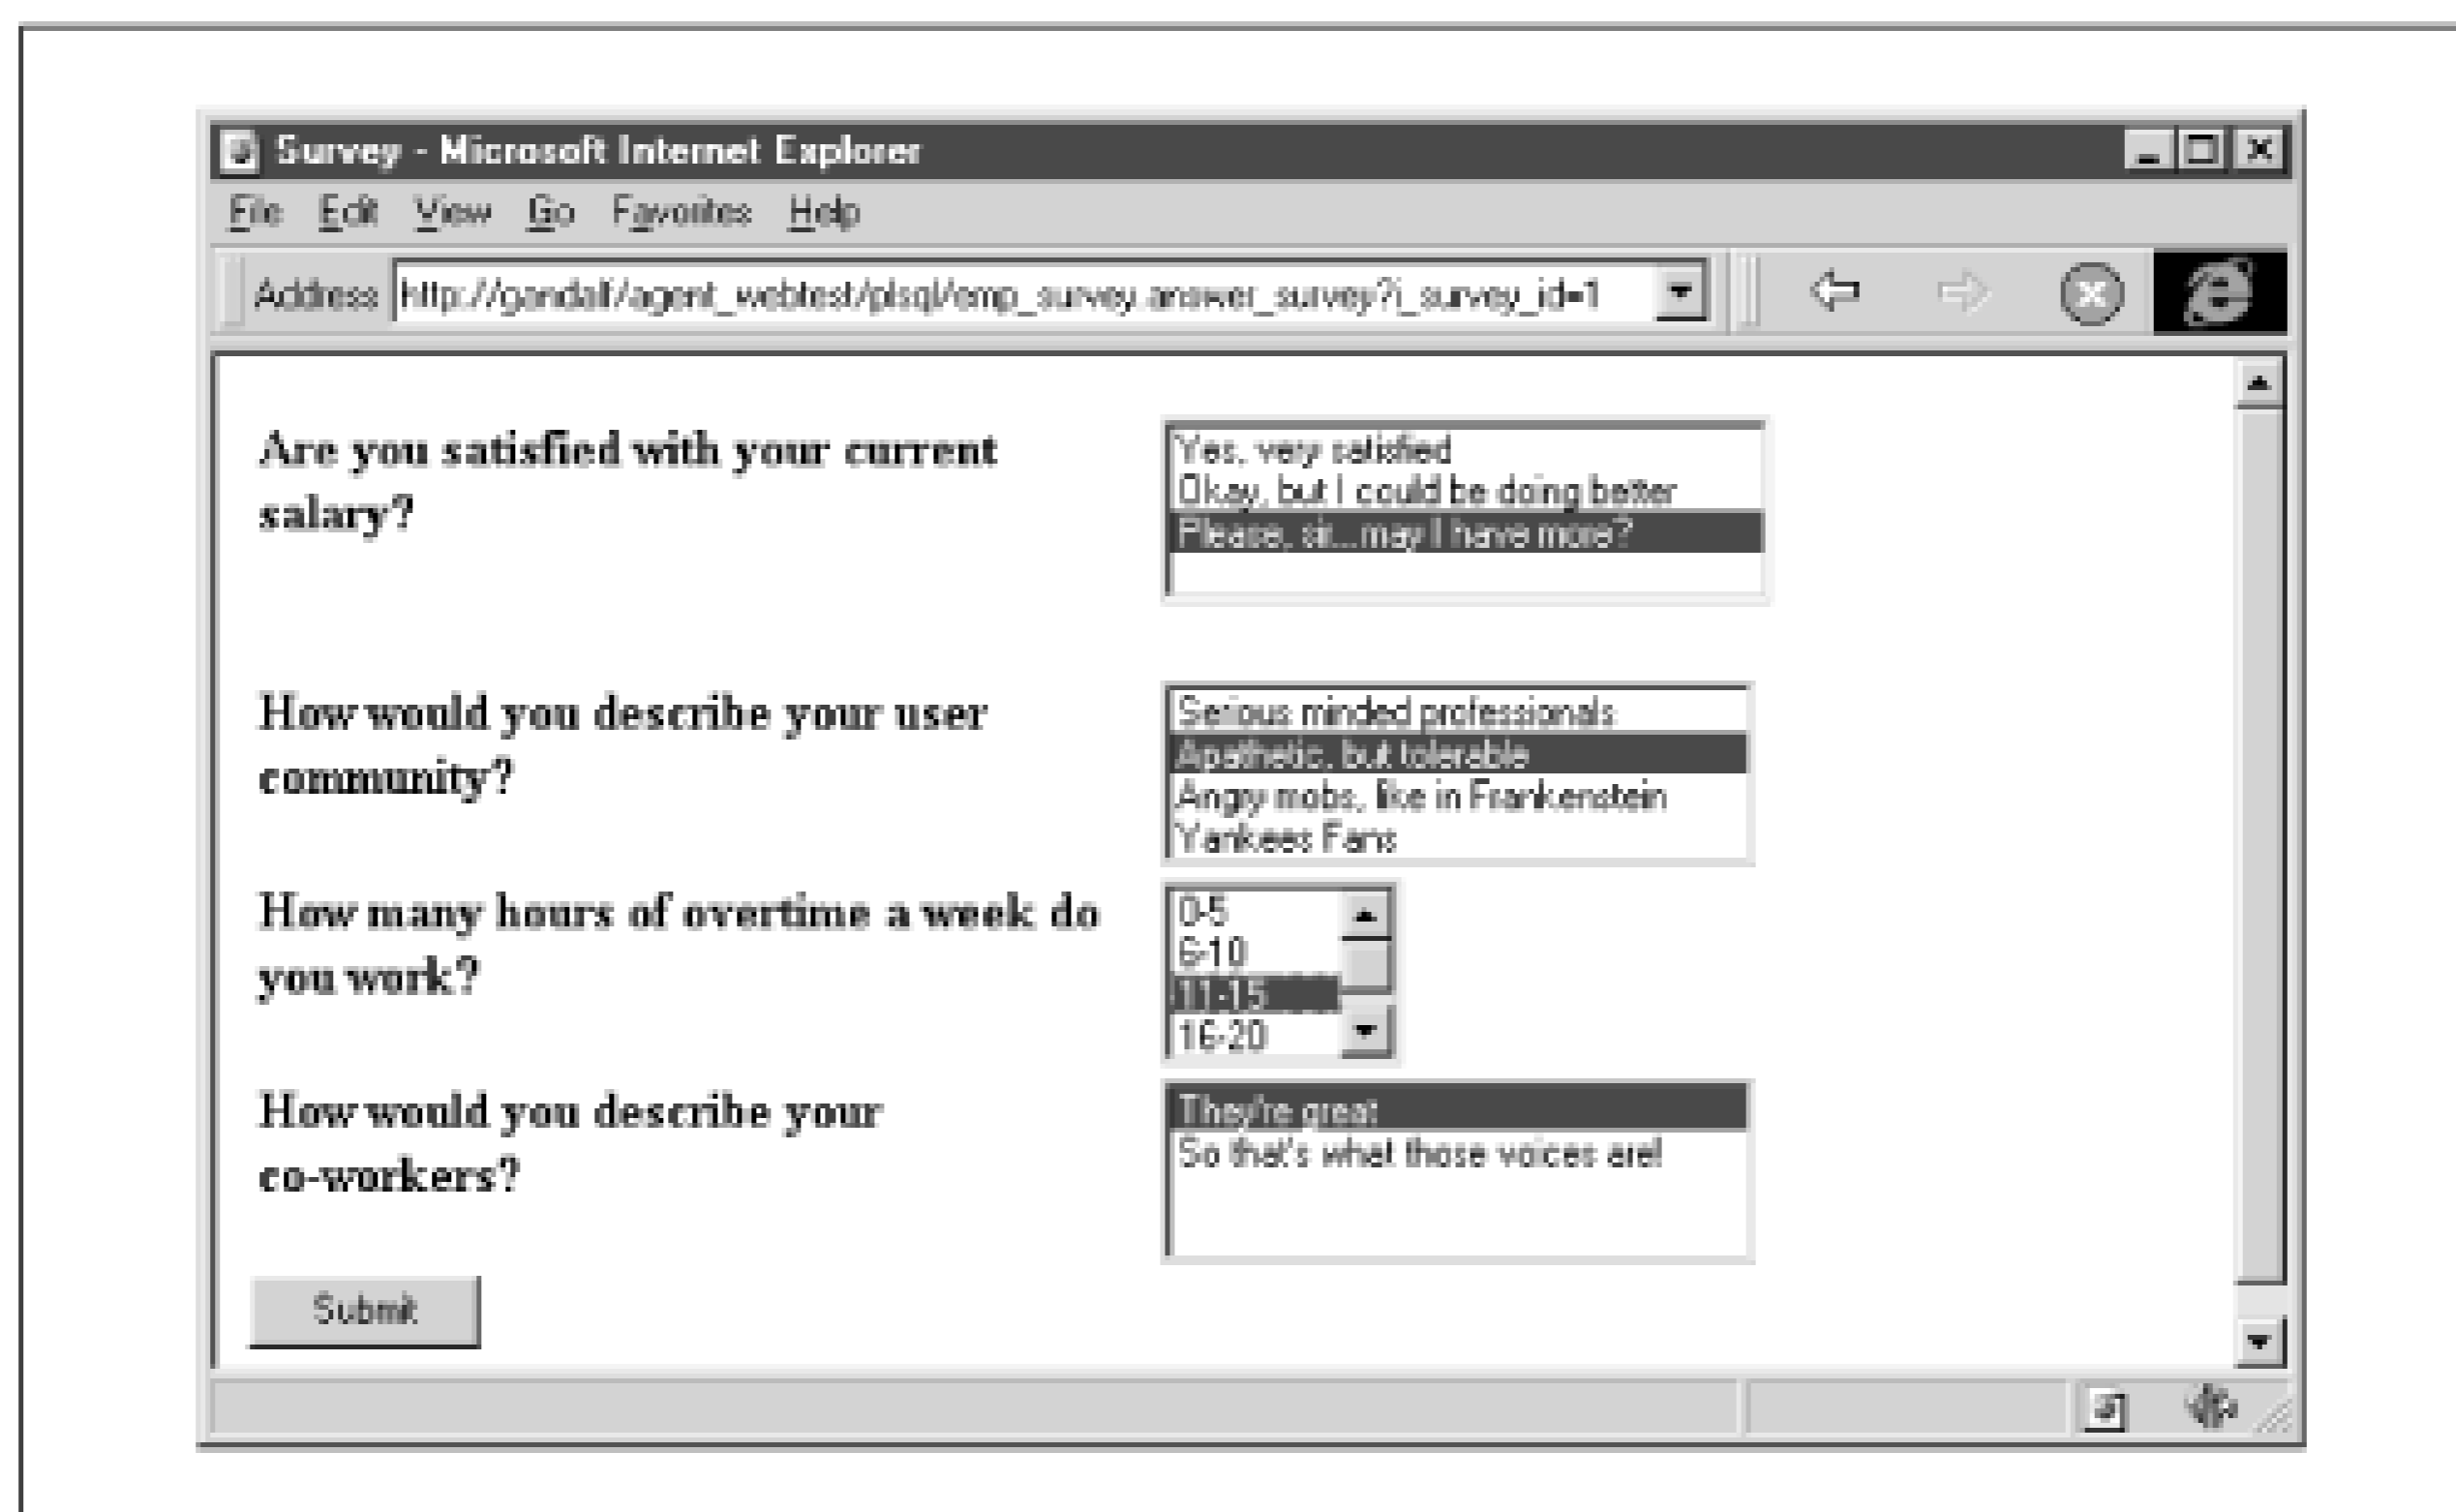 Survey - Microsoft Internet Explorer
File Edit View Go Favorites Help
Address http://gandalf/agent_webtest/plsql/emp_survey.answer_survey?i_survey_id=1
Are you satisfied with your current
salary?
Yes, very satisfied
Okay, but I could be doing better
Please, sir...may I have more?
How would you describe your user
community?
Serious minded professionals
Apathetic, but tolerable
Angry mobs, like in Frankenstein
Yankees Fans
How many hours of overtime a week do
you work?
0-5
6-10
11-15
16-20
How would you describe your
co-workers?
They're great
So that's what those voices are!
Submit